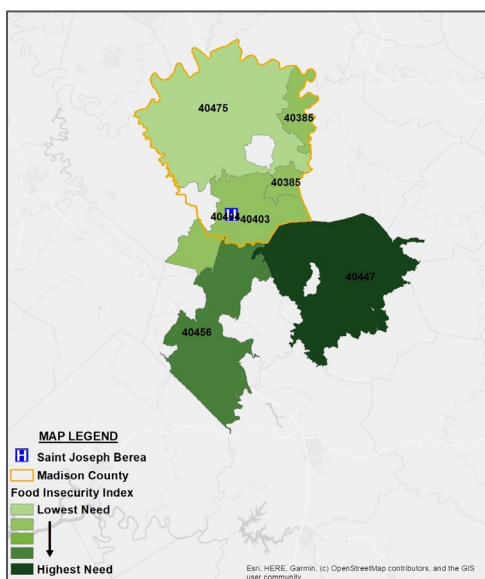 40475
40385
40385
40403
40447
40456
MAP LEGEND
H Saint Joseph Berea
Madison County
Food Insecurity Index
Lowest Need
Highest Need
Esri, HERE, Garmin, (c) OpenStreetMap contributors, and the GIS
user community